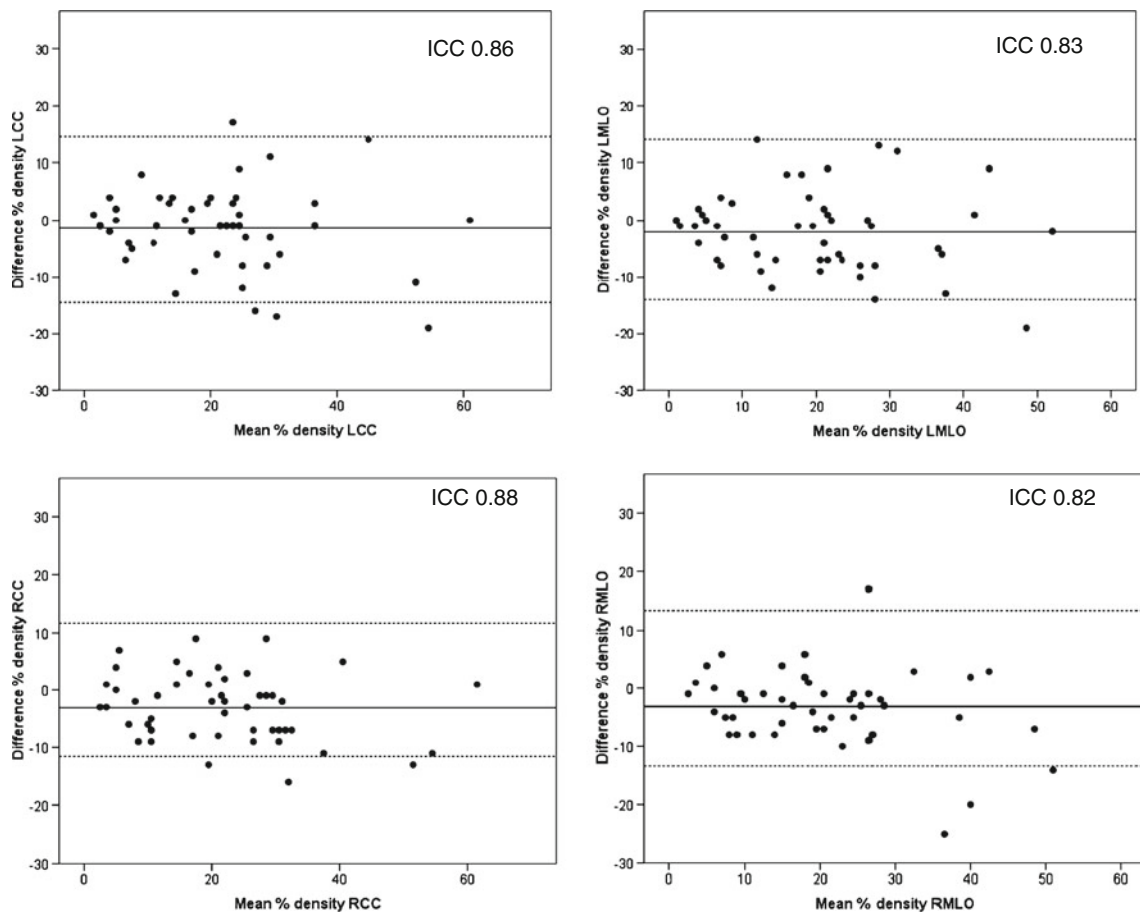 ICC 0.86
30
20
10
0
-10
-20
-30
Difference % density LCC
0 20 40 60
Mean % density LCC
ICC 0.83
30
20
10
0
-10
-20
-30
Difference % density LMLO
0 10 20 30 40 50 60
Mean % density LMLO
ICC 0.88
30
20
10
0
-10
-20
-30
Difference % density RCC
0 20 40 60
Mean % density RCC
ICC 0.82
30
20
10
0
-10
-20
-30
Difference % density RMLO
0 10 20 30 40 50 60
Mean % density RMLO